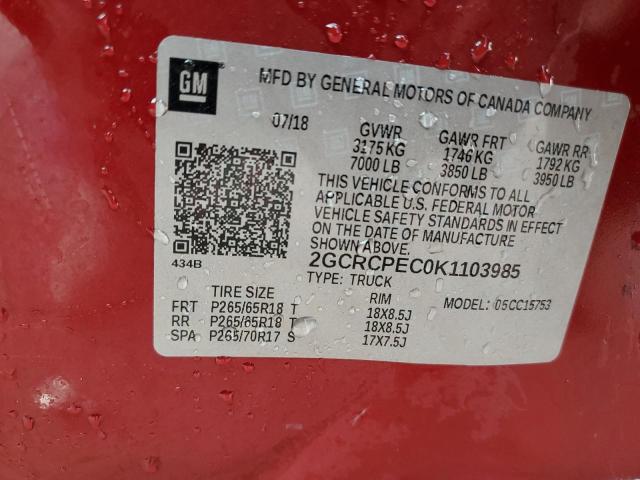 GM
MFD BY GENERAL MOTORS OF CANADA COMPANY
07/18 GVWR GAWR FRT GAWR RR
3175 KG 1746 KG 1792 KG
7000 LB 3850 LB 3950 LB
THIS VEHICLE CONFORMS TO ALL
APPLICABLE U.S. FEDERAL MOTOR
VEHICLE SAFETY STANDARDS IN EFFECT
ON THE DATE OF MANUFACTURE
SHOWN ABOVE.
434B 2GCRCPEC0K1103985
TYPE: TRUCK
TIRE SIZE RIM MODEL: 05CC15753
FRT P265/65R18 T 18X8.5J
RR P265/65R18 T 18X8.5J
SPA P265/70R17 S 17X7.5J